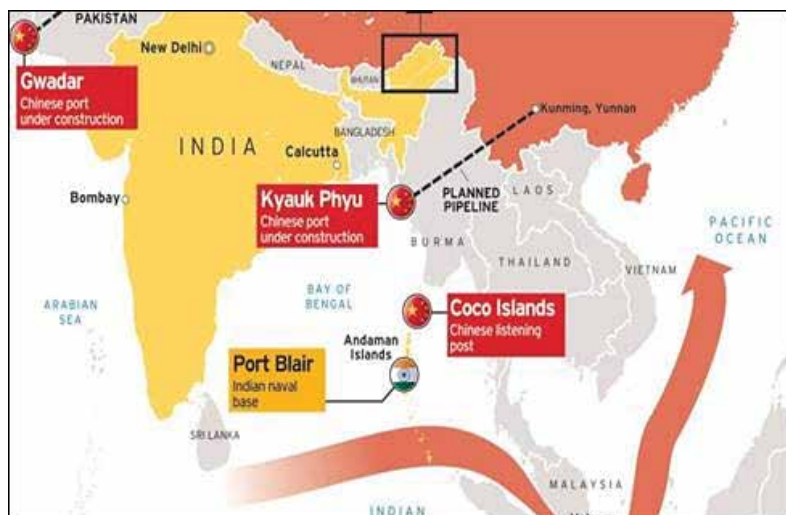 PAKISTAN
New Delhi
NEPAL
BHUTAN
Gwadar
Chinese port
under construction
Kunming, Yunnan
BANGLADESH
INDIA
Calcutta
Bombay
Kyauk Phyu
Chinese port
under construction
PLANNED
PIPELINE
LAOS
BURMA
THAILAND
VIETNAM
PACIFIC
OCEAN
ARABIAN
SEA
BAY OF
BENGAL
Coco Islands
Chinese listening
post
Andaman
Islands
Port Blair
Indian naval
base
SRI LANKA
MALAYSIA
INDIAN